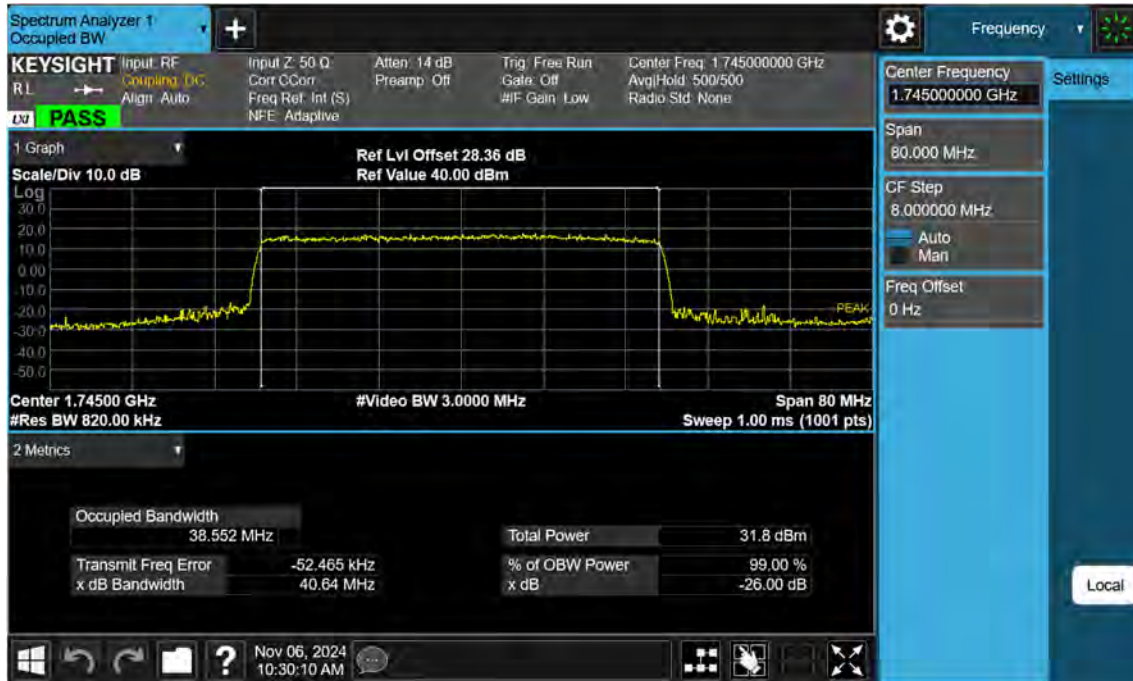 Spectrum Analyzer 1
Occupied BW
+
Frequency
KEYSIGHT
RL
LXI PASS
Input: RF
Coupling: DC
Align: Auto
Input Z: 50 Ω
Corr CCorr
Freq Ref: Int (S)
NFE: Adaptive
Atten: 14 dB
Preamp: Off
Trig: Free Run
Gate: Off
#IF Gain: Low
Center Freq: 1.745000000 GHz
Avg|Hold: 500/500
Radio Std: None
1 Graph
Scale/Div 10.0 dB
Ref Lvl Offset 28.36 dB
Ref Value 40.00 dBm
Log
30.0
20.0
10.0
0.00
-10.0
-20.0
-30.0
-40.0
-50.0
PEAK
Center 1.74500 GHz
#Video BW 3.0000 MHz
Span 80 MHz
#Res BW 820.00 kHz
Sweep 1.00 ms (1001 pts)
2 Metrics
Occupied Bandwidth
38.552 MHz
Total Power 31.8 dBm
Transmit Freq Error -52.465 kHz
% of OBW Power 99.00 %
x dB Bandwidth 40.64 MHz
x dB -26.00 dB
Center Frequency
1.745000000 GHz
Settings
Span
80.000 MHz
CF Step
8.000000 MHz
Auto
Man
Freq Offset
0 Hz
Local
?
Nov 06, 2024
10:30:10 AM